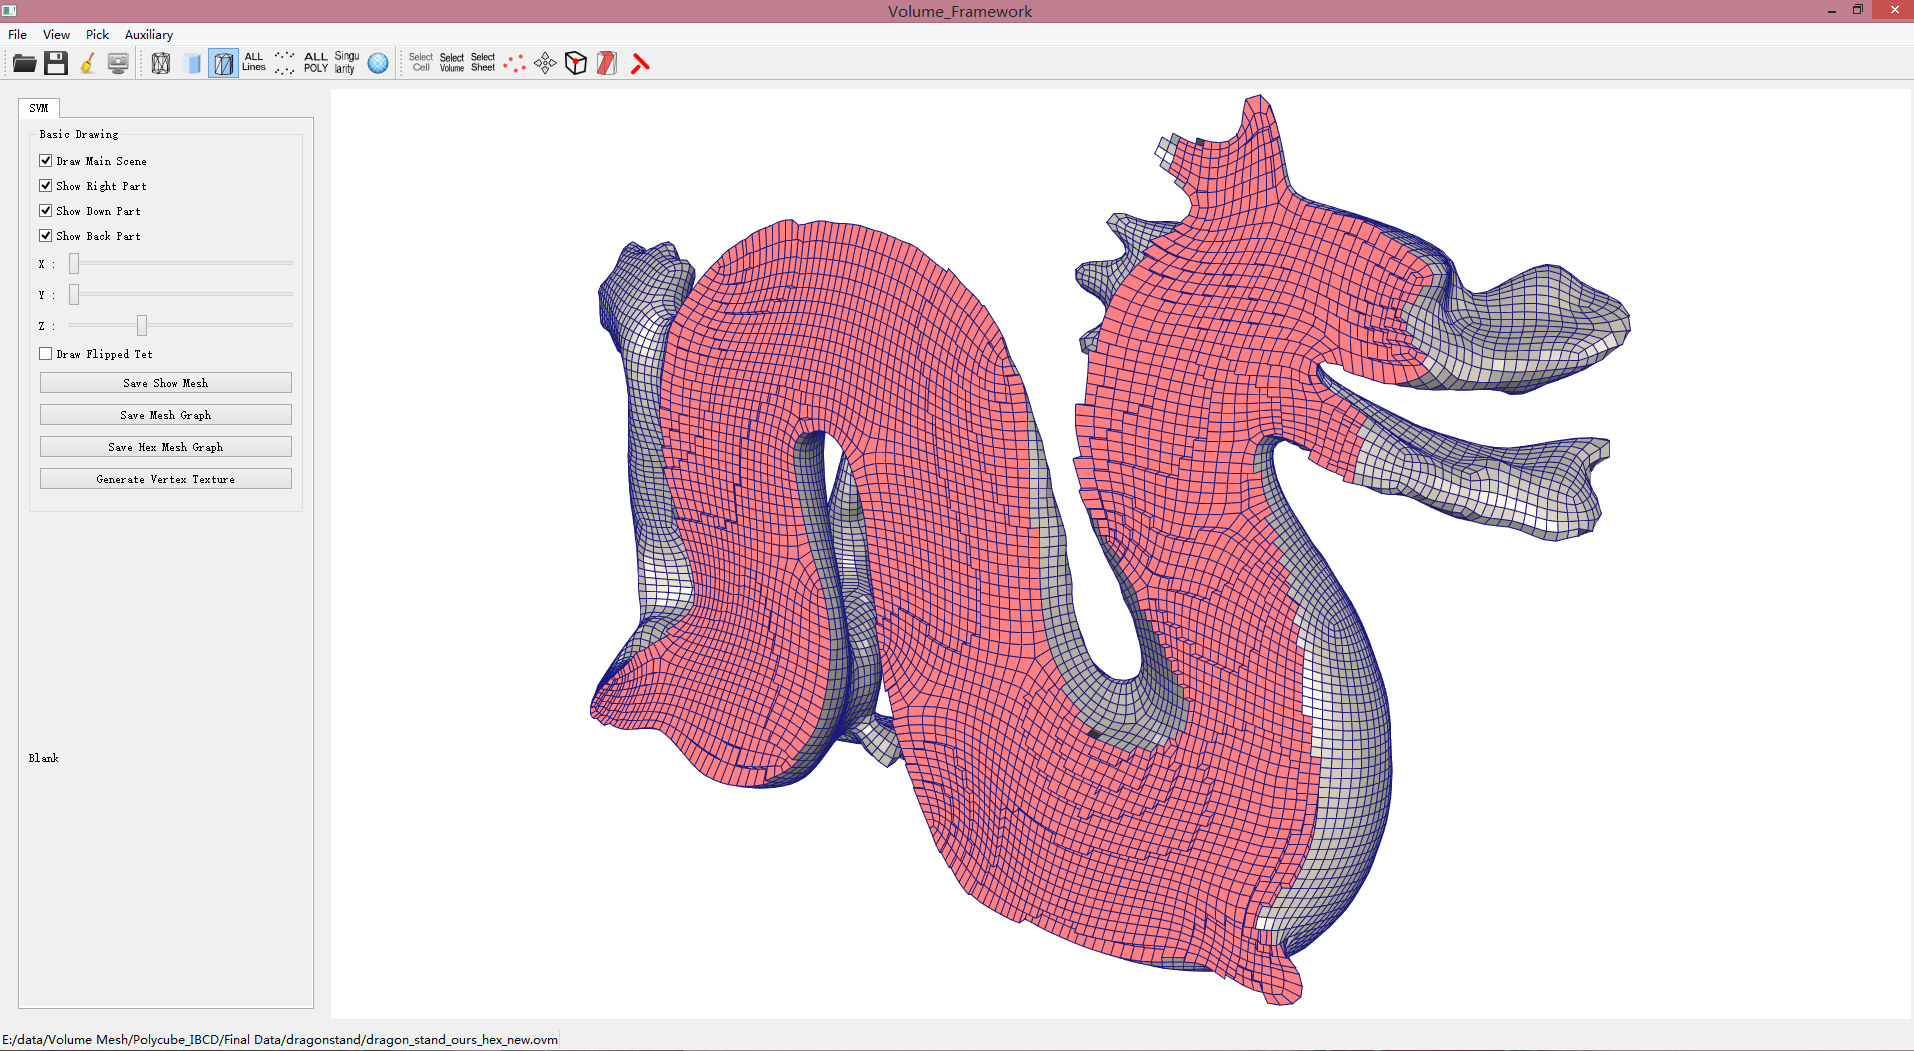 Volume_Framework
File View Pick Auxiliary
ALL Lines ALL POLY Singu larity Select Cell Select Volume Select Sheet
SVM
Basic Drawing
Draw Main Scene
Show Right Part
Show Down Part
Show Back Part
X :
Y :
Z :
Draw Flipped Tet
Save Show Mesh
Save Mesh Graph
Save Hex Mesh Graph
Generate Vertex Texture
Blank
E:/data/Volume Mesh/Polycube_IBCD/Final Data/dragonstand/dragon_stand_ours_hex_new.ovm